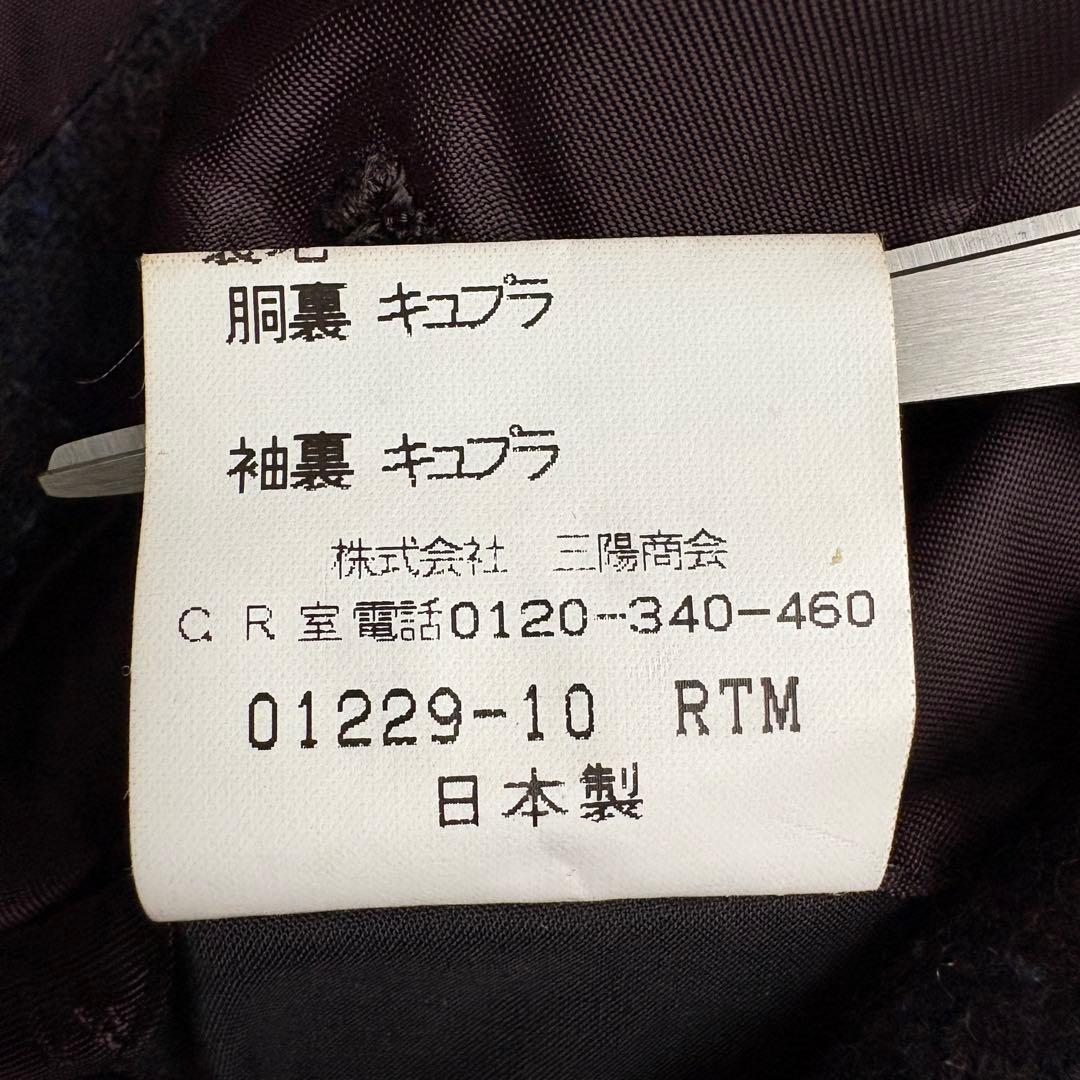 胴裏 キュプラ
袖裏 キュプラ
株式会社 三陽商会
CR室電話0120-340-460
01229-10 RTM
日本製